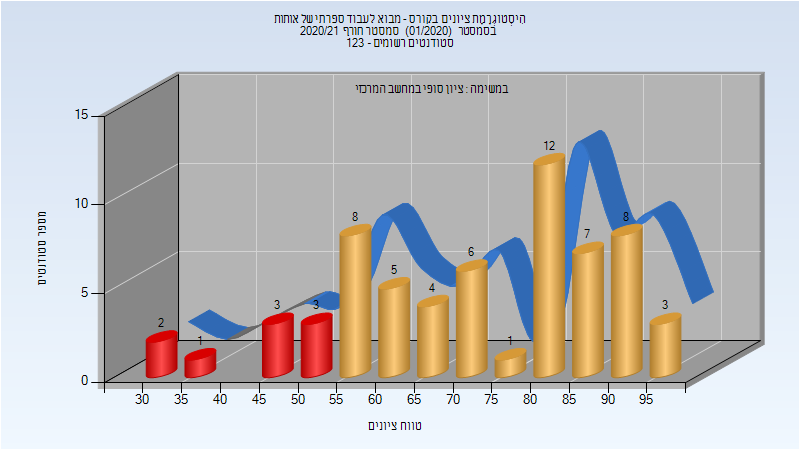 היסטוגרמת ציונים בקורס - מבוא לעבוד ספרתי של אותות
בסמסטר (01/2020) סמסטר חורף 2020/21
סטודנטים רשומים - 123
במשימה : ציון סופי במחשב המרכזי
מספר סטודנטים
15
10
5
0
2
1
3
3
8
5
4
6
1
12
7
8
3
30 35 40 45 50 55 60 65 70 75 80 85 90 95
טווח ציונים